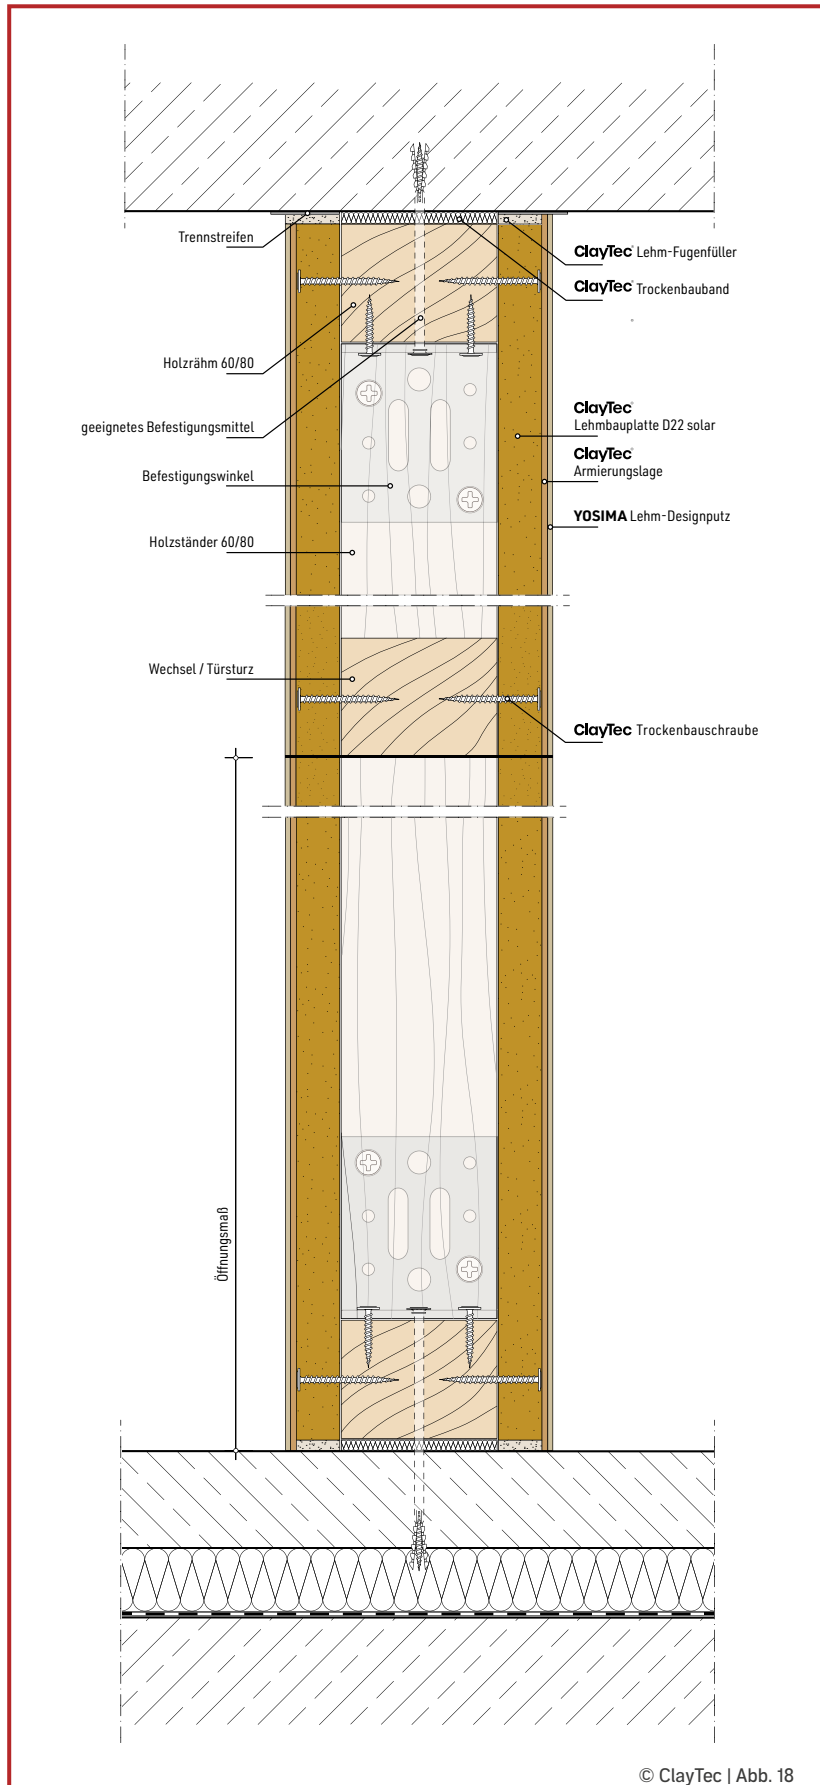 Trennstreifen
Holzrähm 60/80
geeignetes Befestigungsmittel
Befestigungswinkel
Holzständer 60/80
Wechsel / Türsturz
Öffnungsmaß
ClayTec® Lehm-Fugenfüller
ClayTec® Trockenbauband
ClayTec®
Lehmbauplatte D22 solar
ClayTec®
Armierungslage
YOSIMA Lehm-Designputz
ClayTec® Trockenbauschraube
© ClayTec | Abb. 18